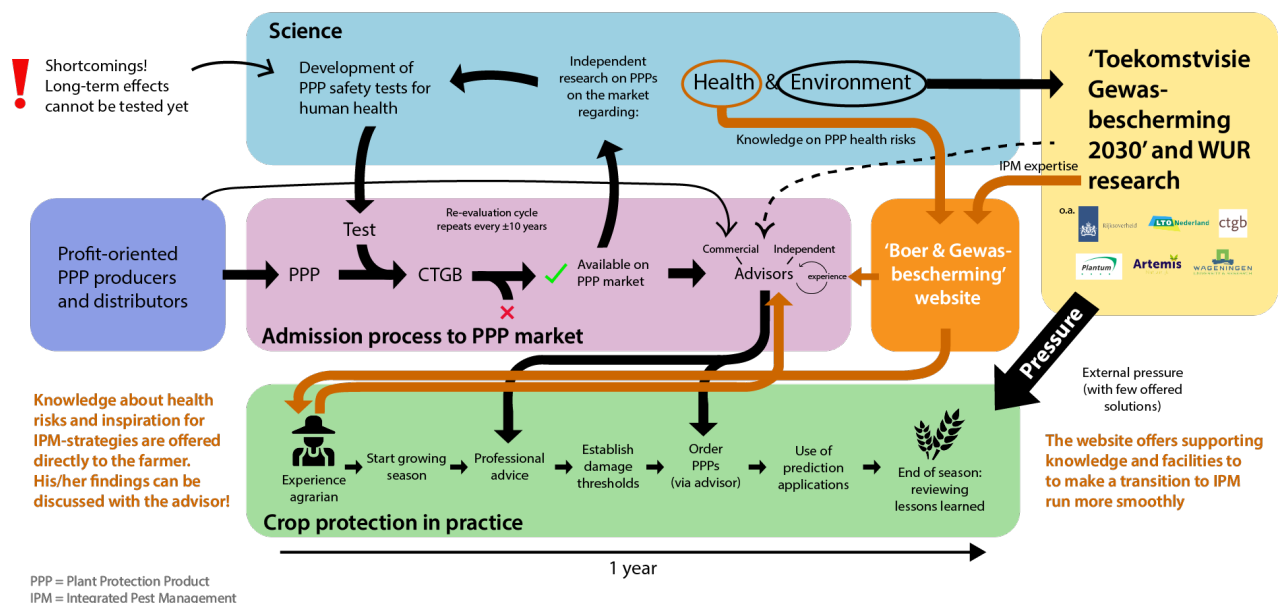 Science
!
Shortcomings!
Long-term effects
cannot be tested yet
Development of
PPP safety tests for
human health
Independent
research on PPPs
on the market
regarding:
Health & Environment
Knowledge on PPP health risks
'Toekomstvisie
Gewas-
bescherming
2030' and WUR
research
IPM expertise
o.a.
Rijksoverheid
LTO Nederland
ctgb
Plantum
Artemis
WAGENINGEN
Profit-oriented
PPP producers
and distributors
Test
Re-evaluation cycle
repeats every ±10 years
PPP
CTGB
Available on
PPP market
Commercial
Independent
Advisors
experience
Admission process to PPP market
'Boer & Gewas-
bescherming'
website
Pressure
External pressure
(with few offered
solutions)
Knowledge about health
risks and inspiration for
IPM-strategies are offered
directly to the farmer.
His/her findings can be
discussed with the advisor!
Experience
agrarian
Start growing
season
Professional
advice
Establish
damage
thresholds
Order
PPPs
(via advisor)
Use of
prediction
applications
End of season:
reviewing
lessons learned
Crop protection in practice
The website offers supporting
knowledge and facilities to
make a transition to IPM
run more smoothly
1 year
PPP = Plant Protection Product
IPM = Integrated Pest Management